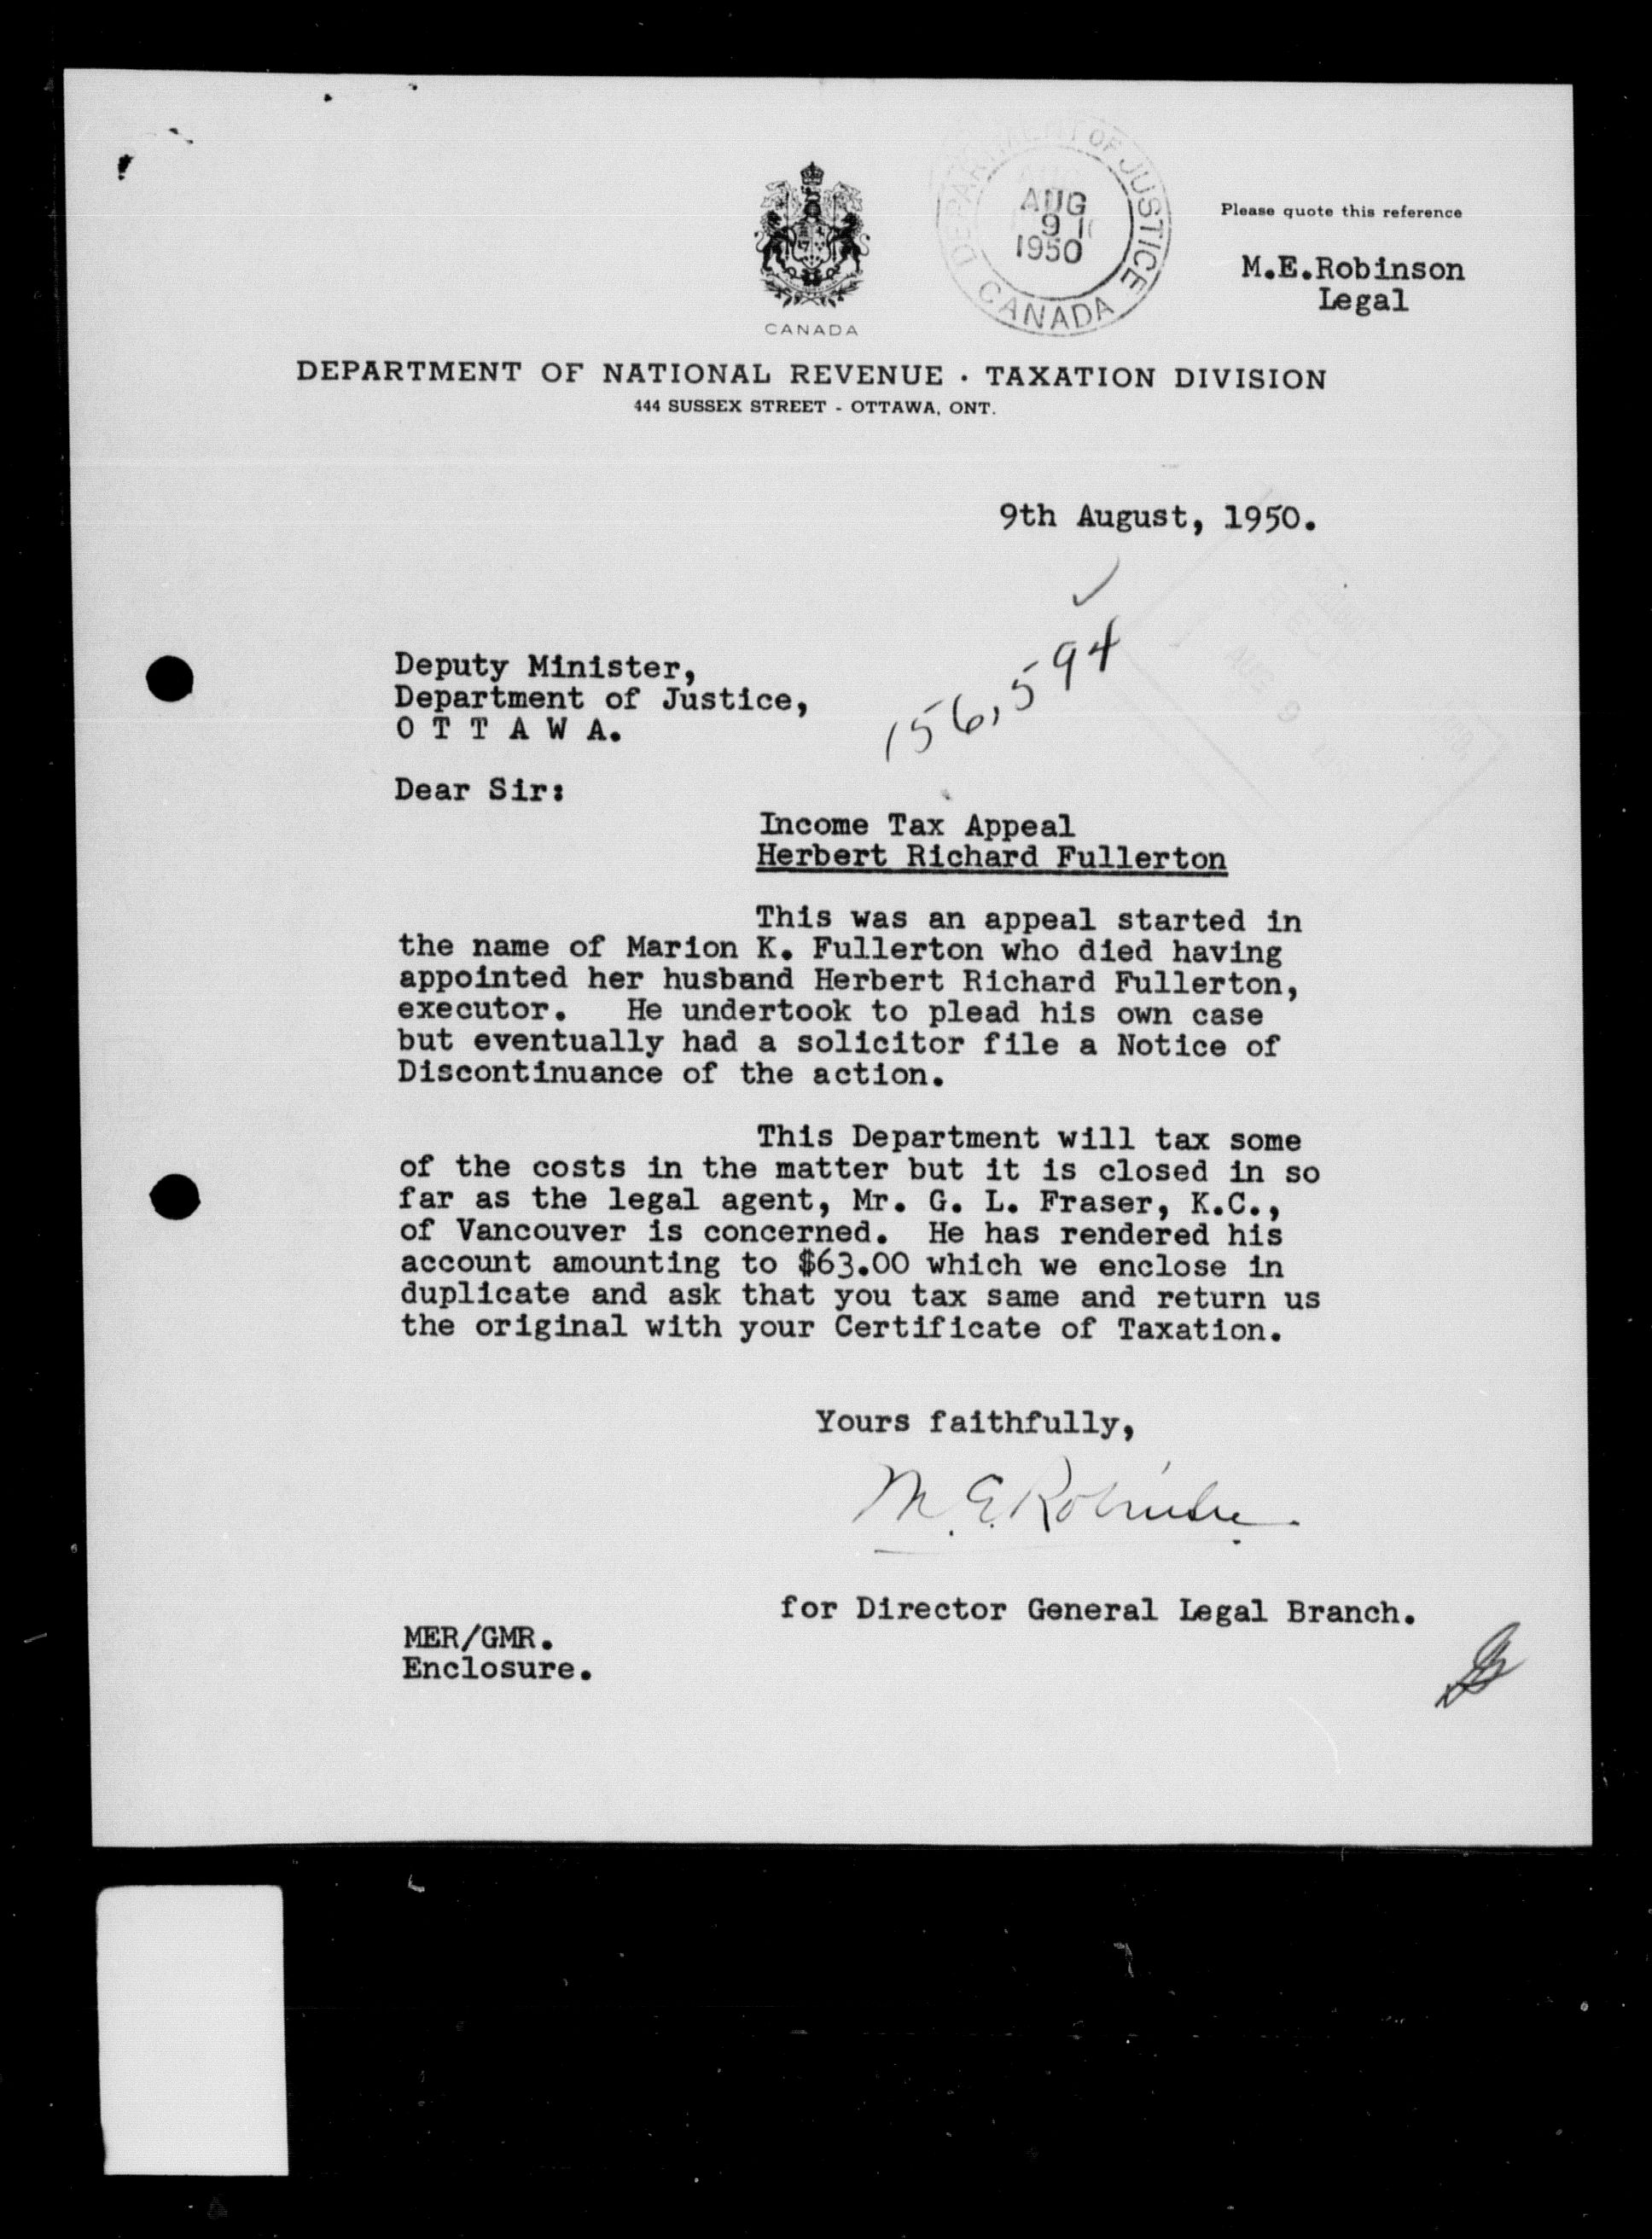 DEPARTMENT OF JUSTICE
CANADA
AUG
9
1950
Please quote this reference
M.E.Robinson
Legal
CANADA
DEPARTMENT OF NATIONAL REVENUE · TAXATION DIVISION
444 SUSSEX STREET - OTTAWA, ONT.
9th August, 1950.
156,594
Deputy Minister,
Department of Justice,
O T T A W A.
Dear Sir:
Income Tax Appeal
Herbert Richard Fullerton
This was an appeal started in
the name of Marion K. Fullerton who died having
appointed her husband Herbert Richard Fullerton,
executor. He undertook to plead his own case
but eventually had a solicitor file a Notice of
Discontinuance of the action.
This Department will tax some
of the costs in the matter but it is closed in so
far as the legal agent, Mr. G. L. Fraser, K.C.,
of Vancouver is concerned. He has rendered his
account amounting to $63.00 which we enclose in
duplicate and ask that you tax same and return us
the original with your Certificate of Taxation.
Yours faithfully,
M.E.Robinson
for Director General Legal Branch.
MER/GMR.
Enclosure.